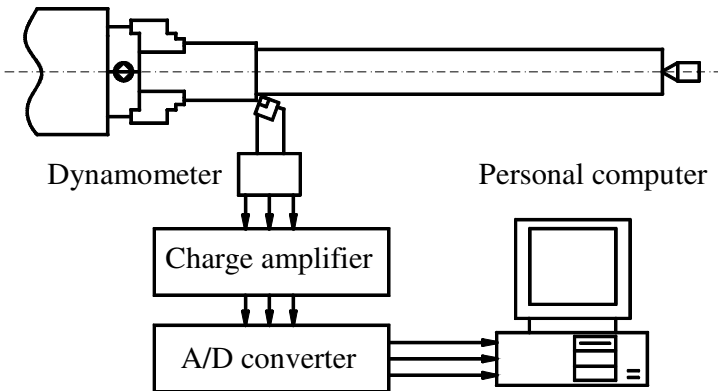 Dynamometer
Personal computer
Charge amplifier
A/D converter